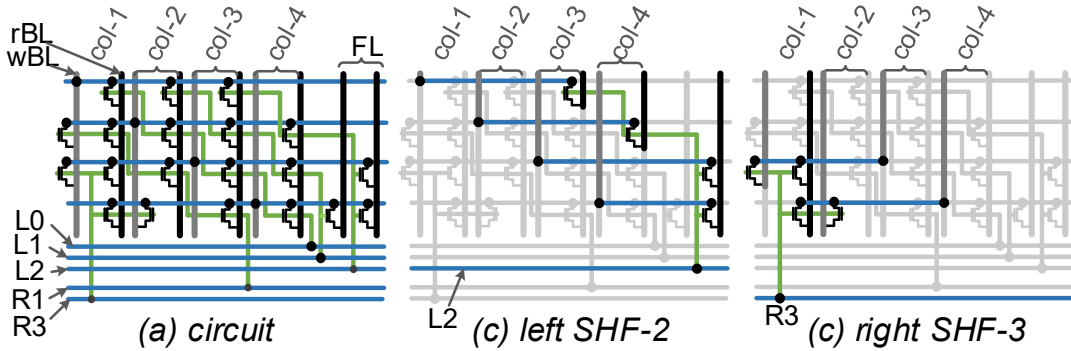 rBL
wBL
col-1
col-2
col-3
col-4
FL
L0
L1
L2
R1
R3
(a) circuit
col-1
col-2
col-3
col-4
L2
(c) left SHF-2
col-1
col-2
col-3
col-4
R3
(c) right SHF-3